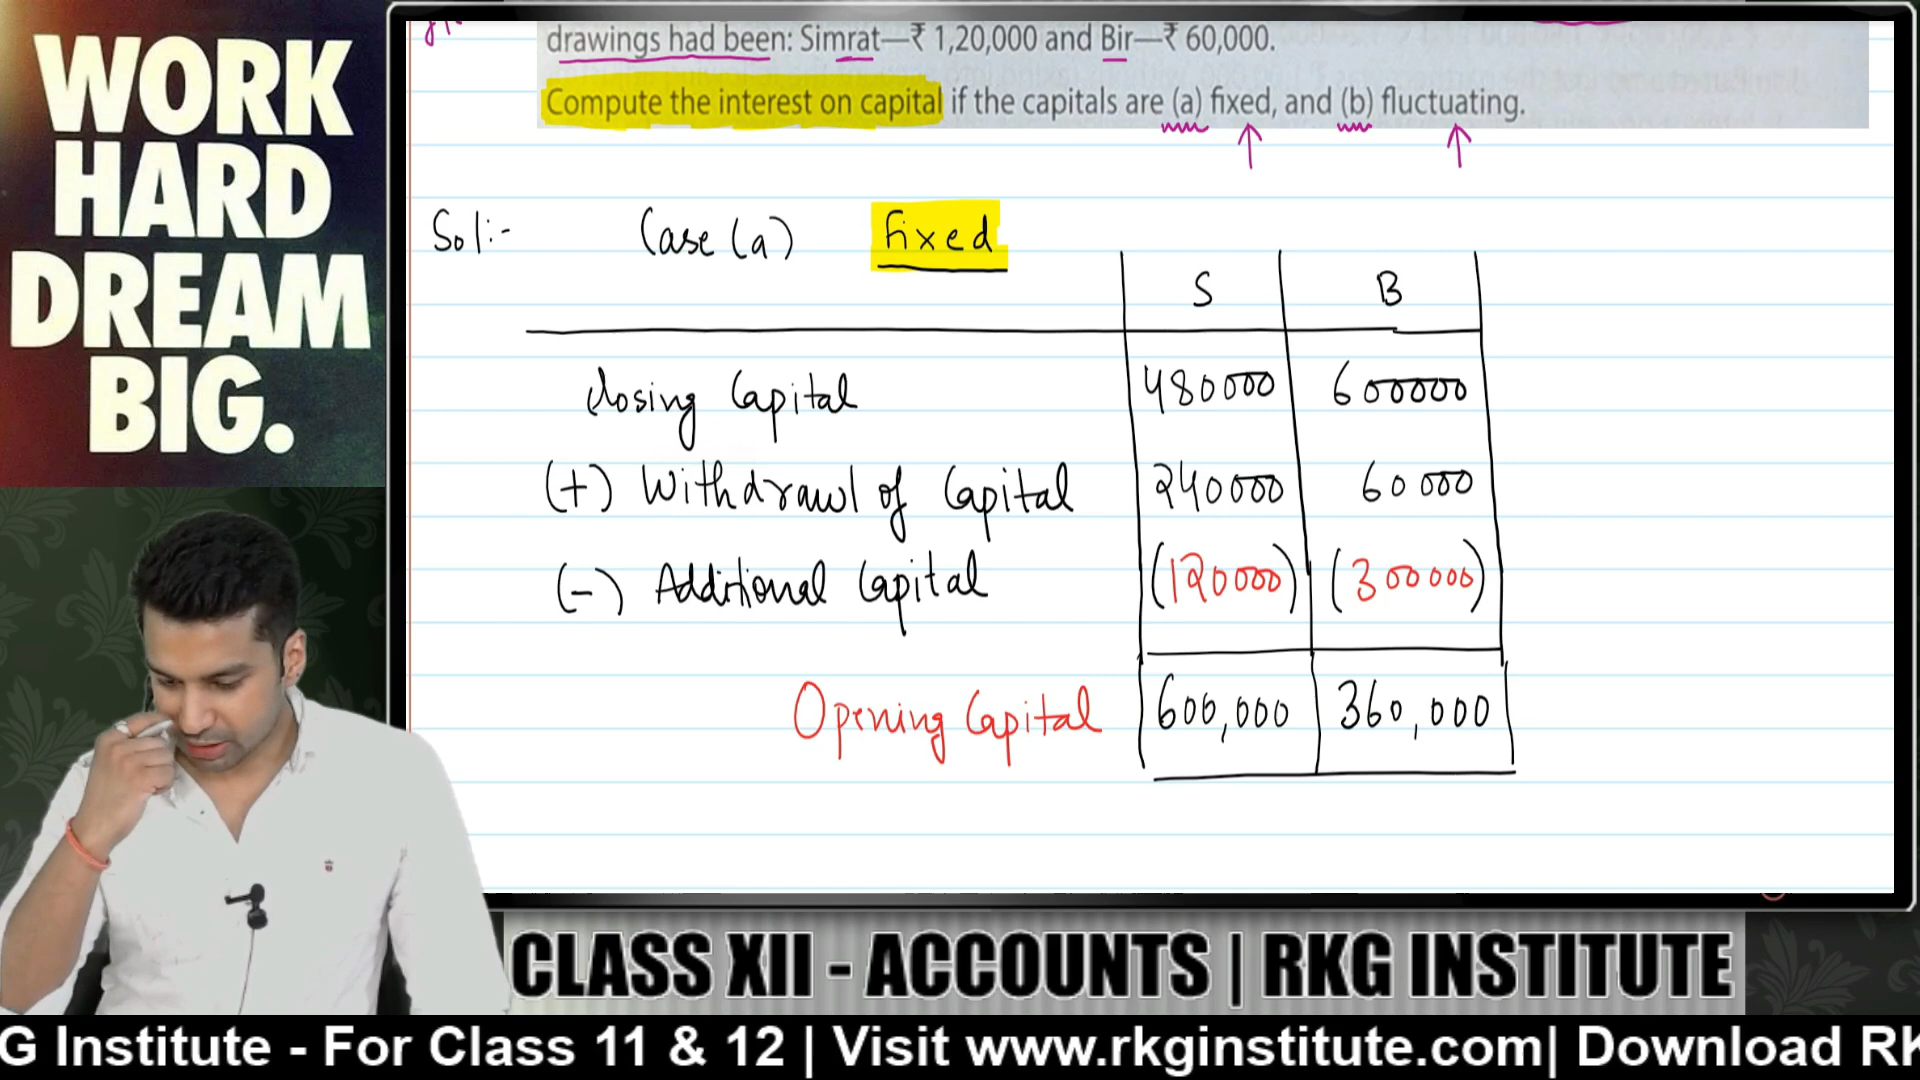 WORK
HARD
DREAM
BIG.
drawings had been: Simrat—₹ 1,20,000 and Bir—₹ 60,000.
Compute the interest on capital if the capitals are (a) fixed, and (b) fluctuating.
Sol:- Case (a) fixed
S B
Closing Capital 480000 600000
(+) Withdrawl of Capital 240000 60000
(-) Additional Capital (120000) (300000)
Opening Capital 600,000 360,000
CLASS XII - ACCOUNTS | RKG INSTITUTE
G Institute - For Class 11 & 12 | Visit www.rkginstitute.com| Download RK